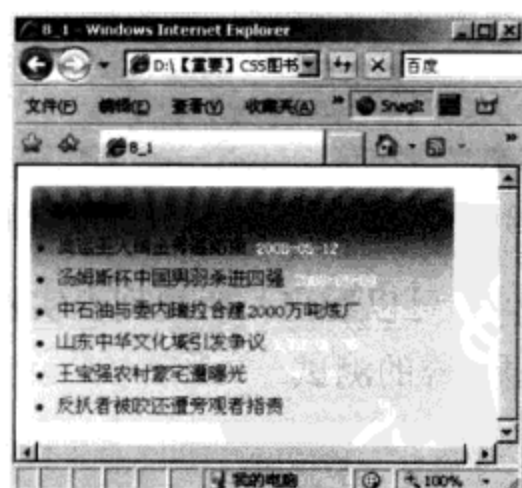 8_1 - Windows Internet Explorer
D:\【重要】CSS图书
百度
文件(F) 编辑(E) 查看(V) 收藏夹(A) » SnagIt
8_1 »
2008-05-12
汤姆斯杯中国男羽杀进四强
中石油与委内瑞拉合建2000万吨炼厂
山东中华文化城引发争议
王宝强农村豪宅遭曝光
反扒者被砍还遭旁观者指责
我的电脑 100%